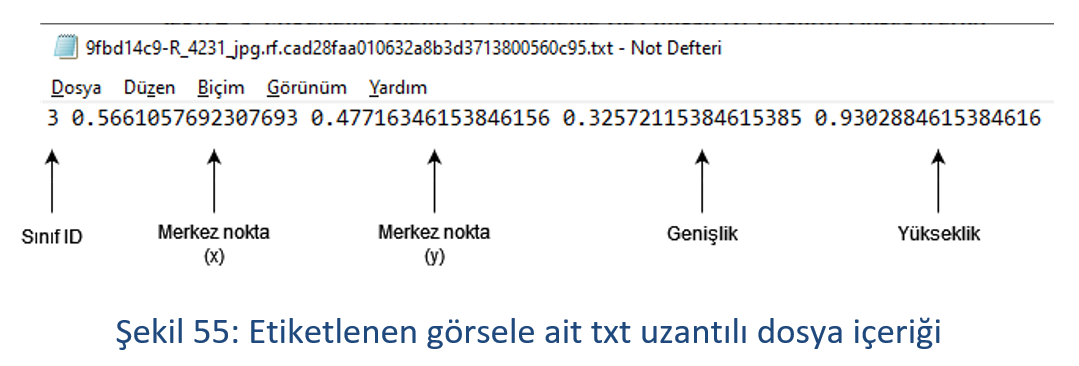 9fbd14c9-R_4231_jpg.rf.cad28faa010632a8b3d3713800560c95.txt - Not Defteri
Dosya Düzen Biçim Görünüm Yardım
3 0.5661057692307693 0.47716346153846156 0.32572115384615385 0.9302884615384616
Sınıf ID
Merkez nokta
(x)
Merkez nokta
(y)
Genişlik
Yükseklik
Şekil 55: Etiketlenen görsele ait txt uzantılı dosya içeriği